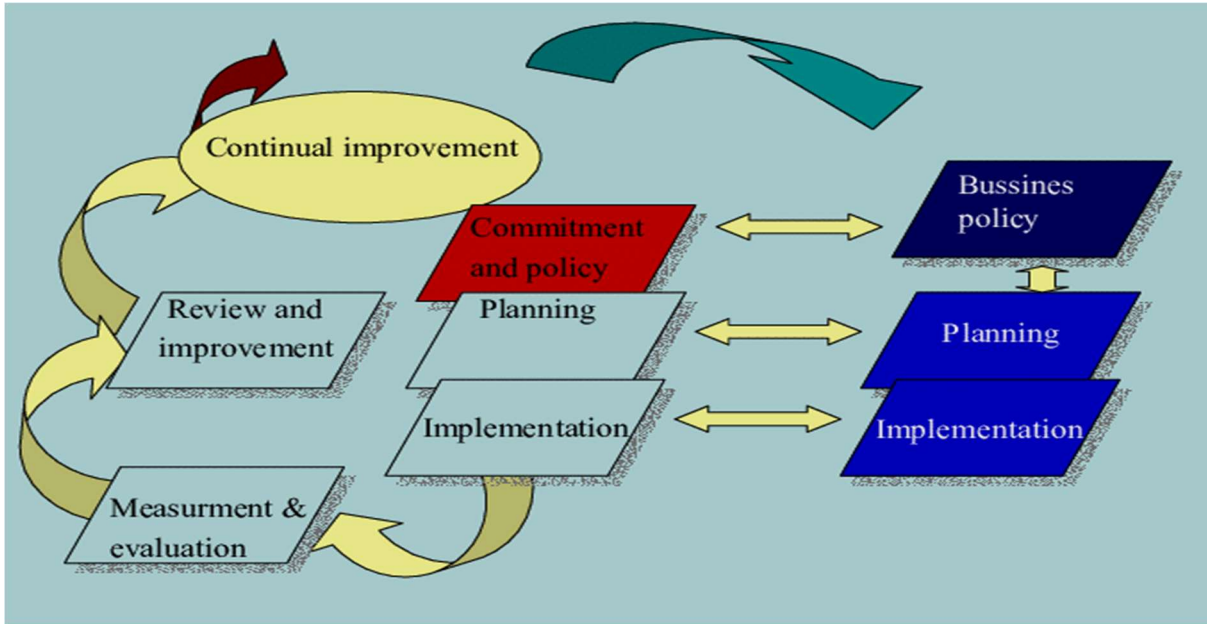 Continual improvement
Commitment
and policy
Bussines
policy
Review and
improvement
Planning
Planning
Implementation
Implementation
Measurment &
evaluation